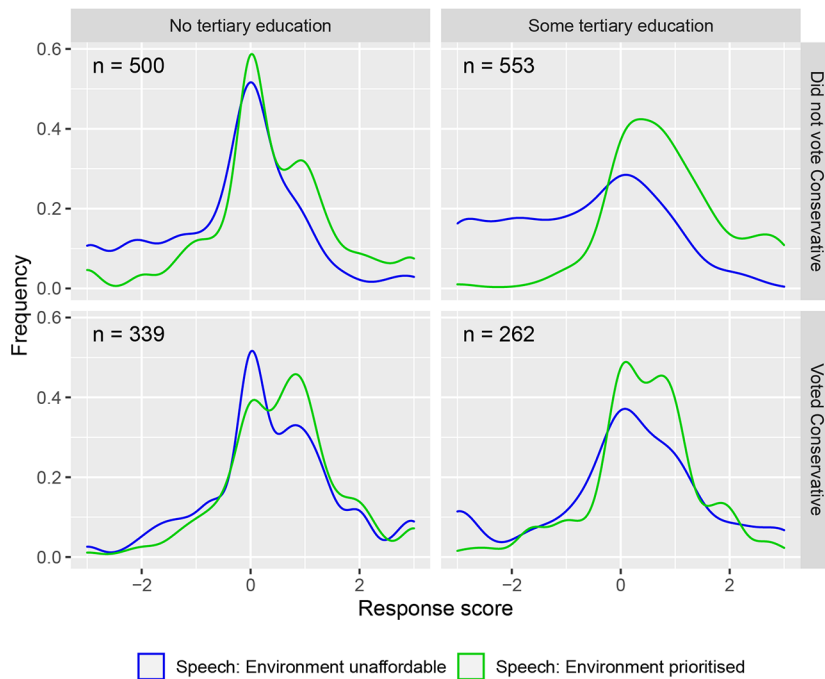 No tertiary education
Some tertiary education
0.6
n = 500
n = 553
0.4
0.2
0.0
Did not vote Conservative
Frequency
0.6
n = 339
n = 262
0.4
0.2
0.0
Voted Conservative
−2
0
2
−2
0
2
Response score
Speech: Environment unaffordable
Speech: Environment prioritised